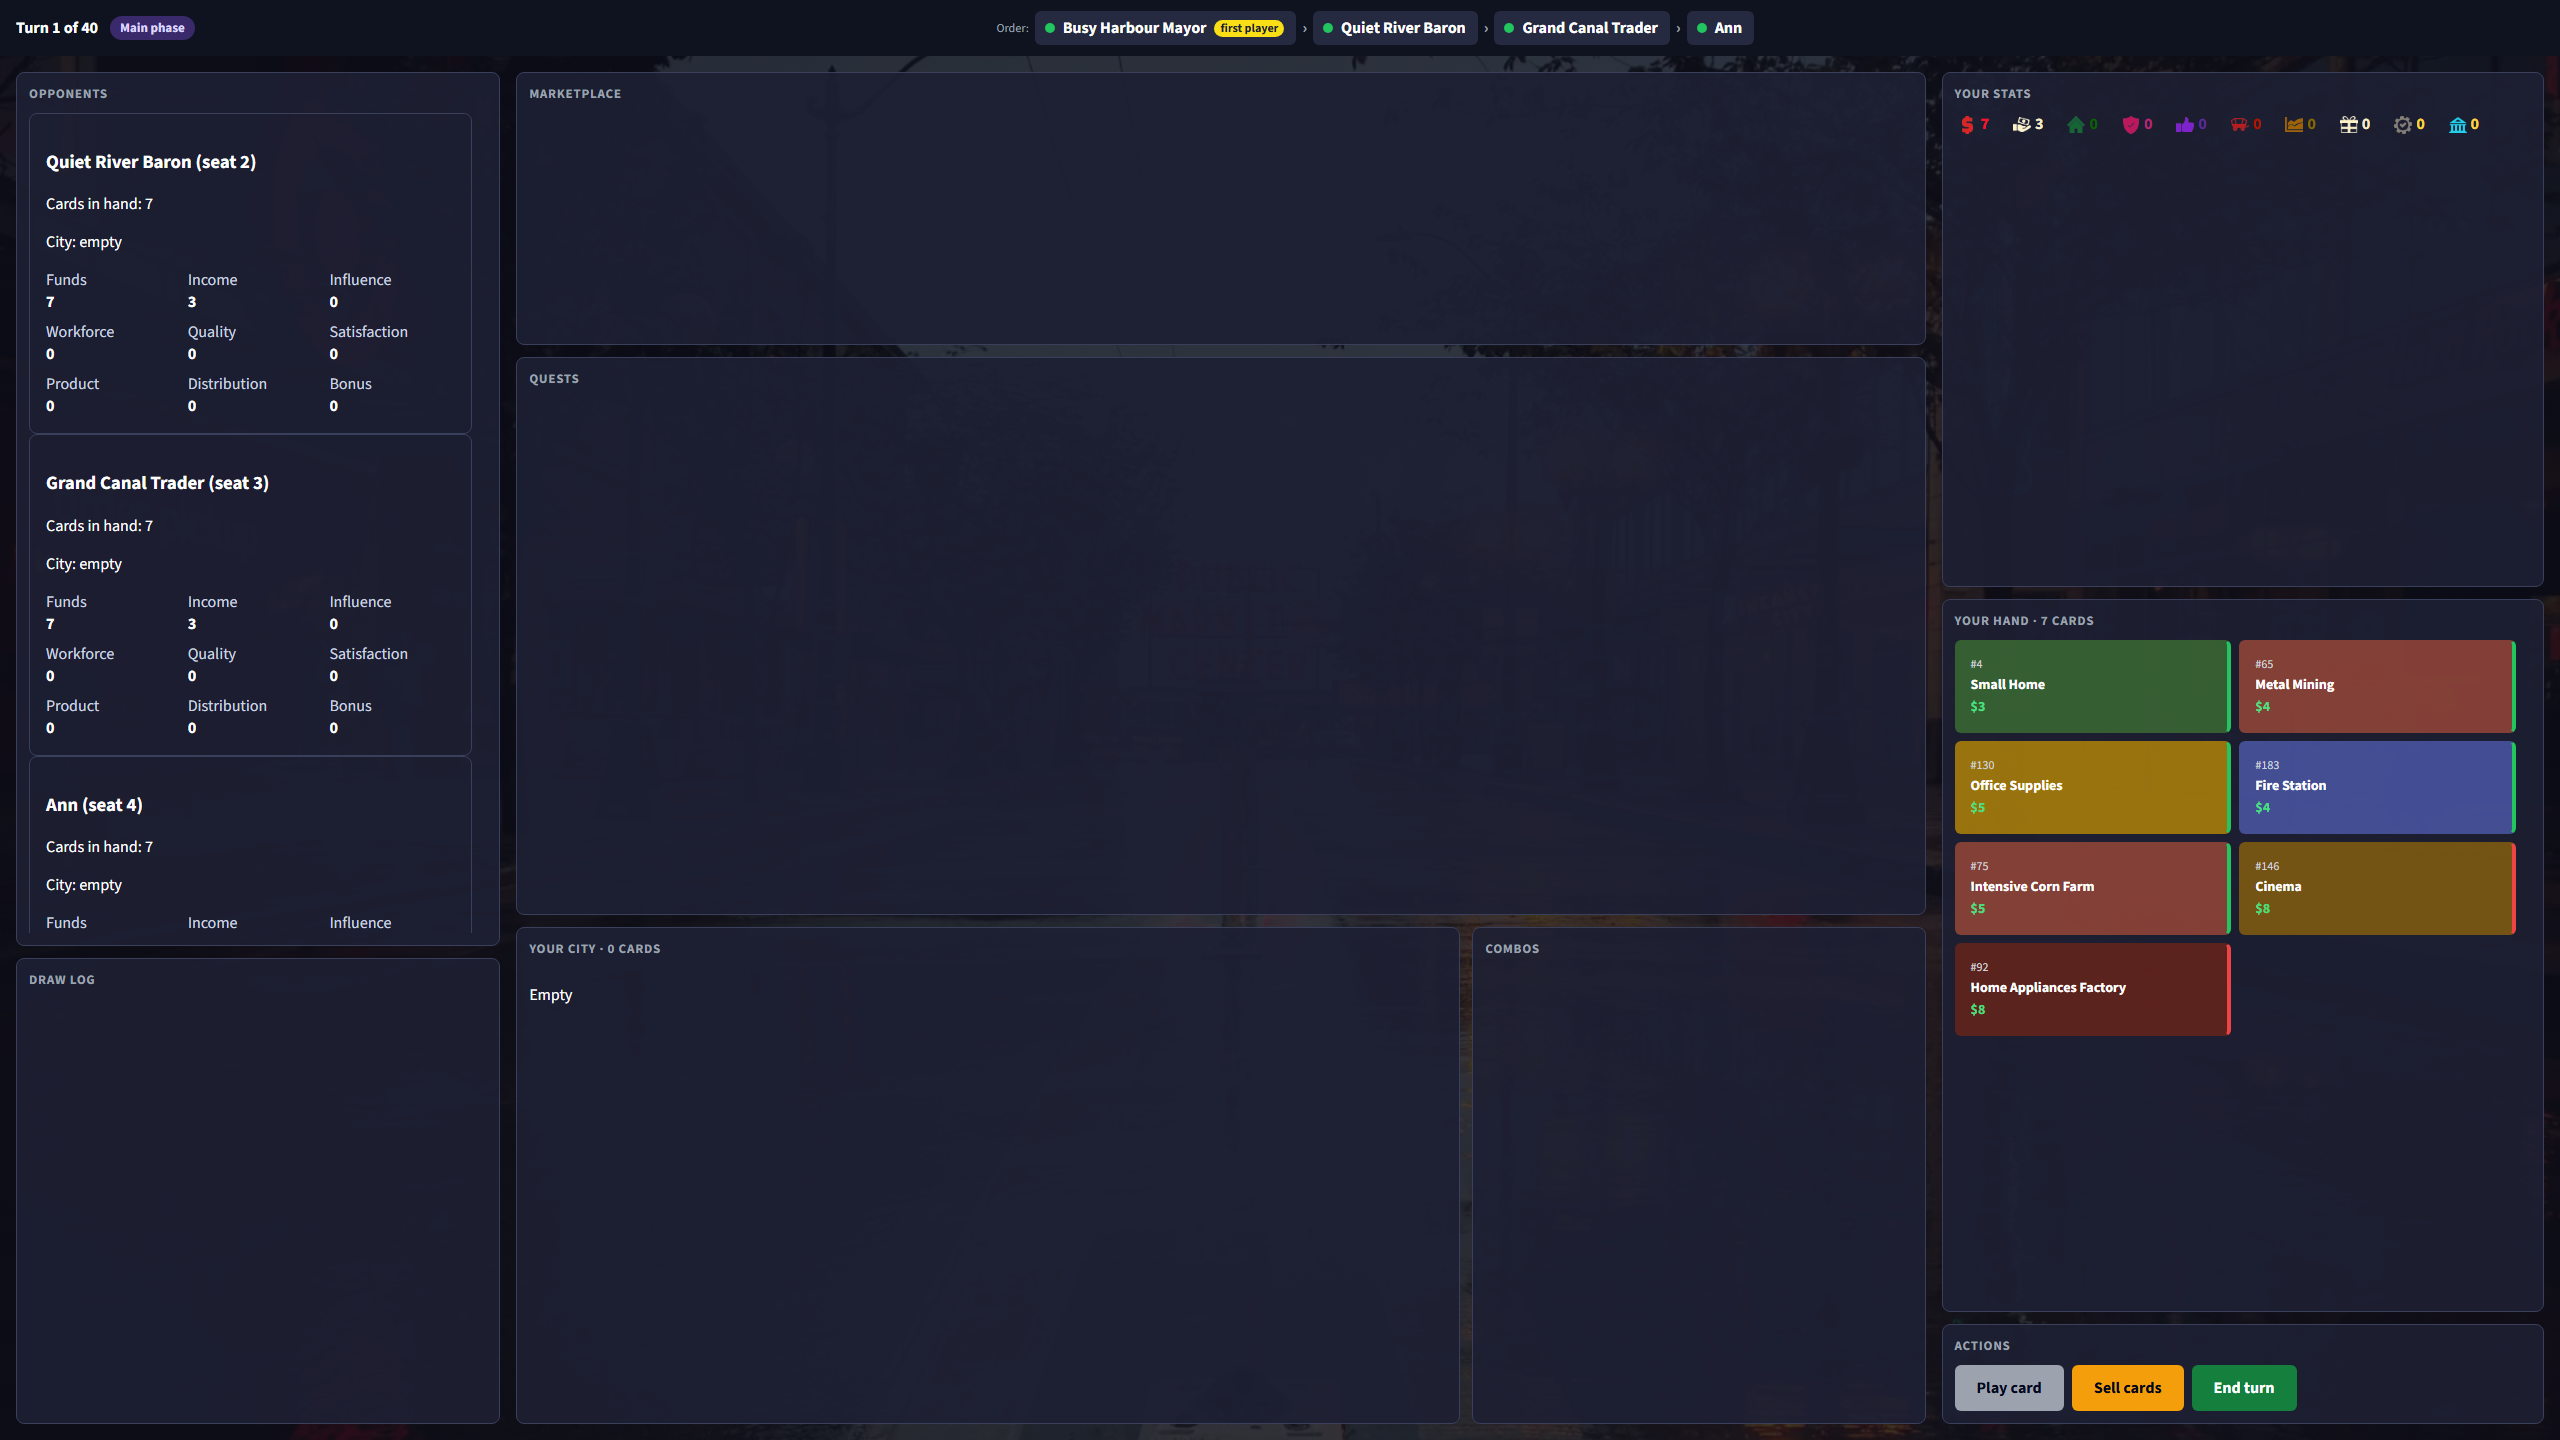 Turn 1 of 40 Main phase Order: Busy Harbour Mayor first player › Quiet River Baron › Grand Canal Trader › Ann
OPPONENTS
Quiet River Baron (seat 2)
Cards in hand: 7
City: empty
Funds Income Influence
7 3 0
Workforce Quality Satisfaction
0 0 0
Product Distribution Bonus
0 0 0
Grand Canal Trader (seat 3)
Cards in hand: 7
City: empty
Funds Income Influence
7 3 0
Workforce Quality Satisfaction
0 0 0
Product Distribution Bonus
0 0 0
Ann (seat 4)
Cards in hand: 7
City: empty
Funds Income Influence
DRAW LOG
MARKETPLACE
QUESTS
YOUR CITY · 0 CARDS
Empty
COMBOS
YOUR STATS
7 3 0 0 0 0 0 0 0 0
YOUR HAND · 7 CARDS
#4
Small Home
$3
#65
Metal Mining
$4
#130
Office Supplies
$5
#183
Fire Station
$4
#75
Intensive Corn Farm
$5
#146
Cinema
$8
#92
Home Appliances Factory
$8
ACTIONS
Play card Sell cards End turn